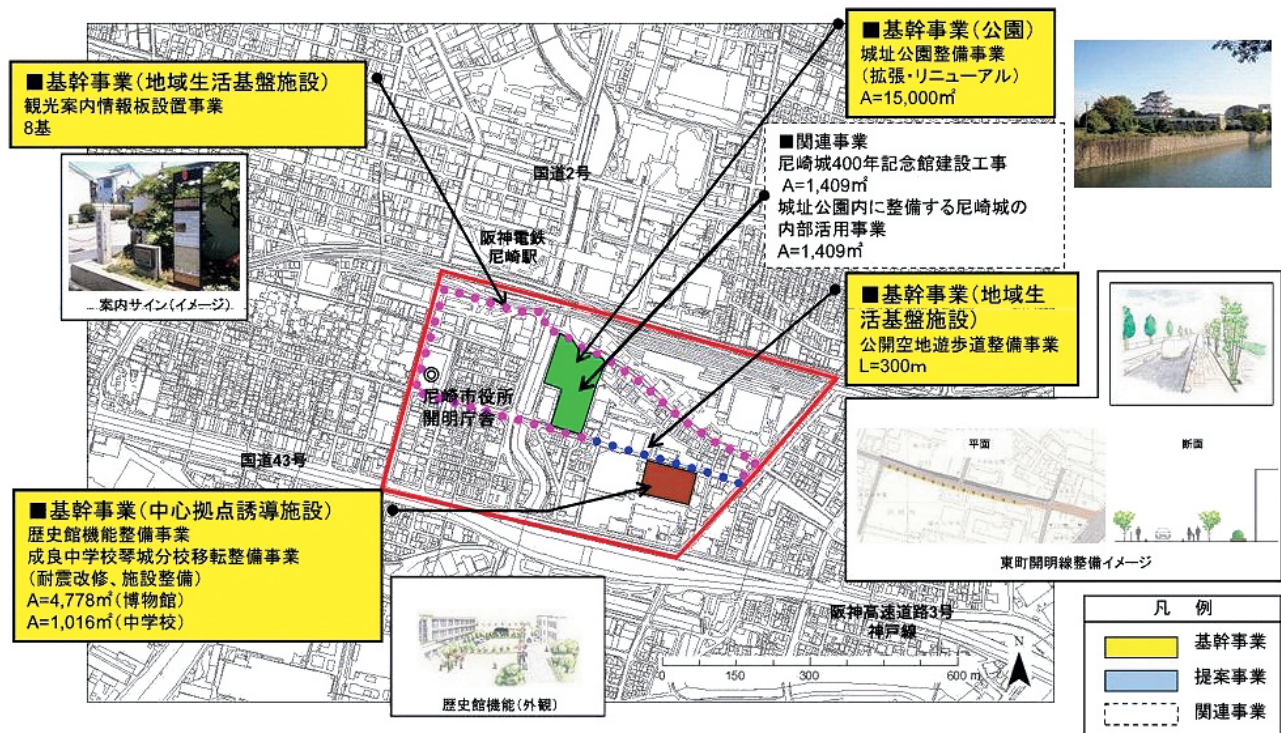 ■基幹事業(地域生活基盤施設)
観光案内情報板設置事業
8基
案内サイン(イメージ)
■基幹事業(公園)
城址公園整備事業
(拡張・リニューアル)
A=15,000㎡
■関連事業
尼崎城400年記念館建設工事
A=1,409㎡
城址公園内に整備する尼崎城の
内部活用事業
A=1,409㎡
■基幹事業(地域生
活基盤施設)
公開空地遊歩道整備事業
L=300m
国道2号
阪神電鉄
尼崎駅
尼崎市役所
開明庁舎
国道43号
■基幹事業(中心拠点誘導施設)
歴史館機能整備事業
成良中学校琴城分校移転整備事業
(耐震改修、施設整備)
A=4,778㎡(博物館)
A=1,016㎡(中学校)
歴史館機能(外観)
平面
断面
東町開明線整備イメージ
阪神高速道路3号
神戸線
N
0 150 300 600 m
凡 例
基幹事業
提案事業
関連事業